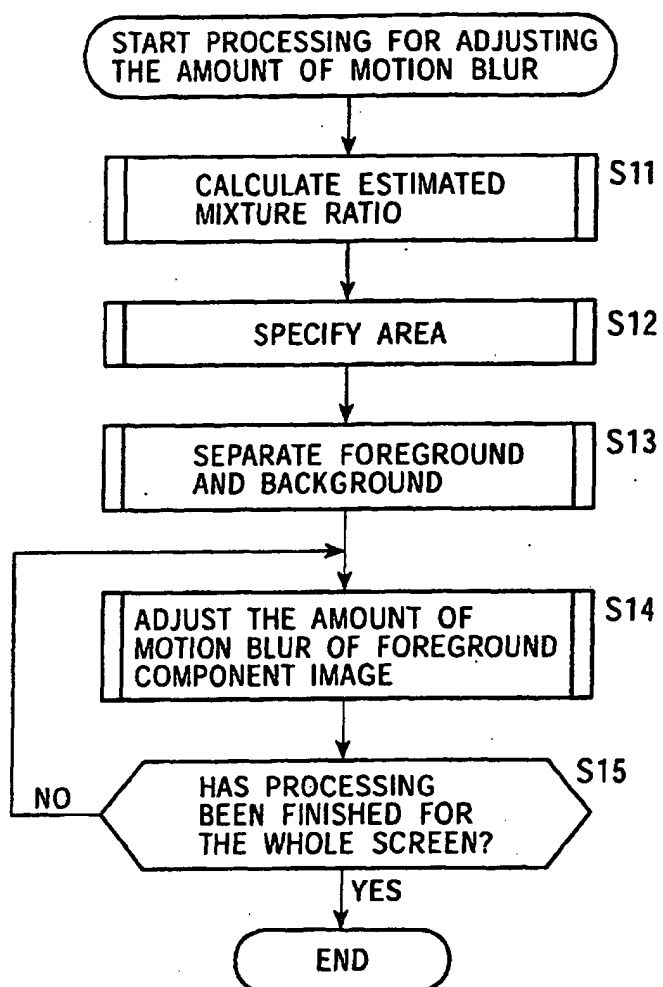 START PROCESSING FOR ADJUSTING
THE AMOUNT OF MOTION BLUR
S11
CALCULATE ESTIMATED
MIXTURE RATIO
S12
SPECIFY AREA
S13
SEPARATE FOREGROUND
AND BACKGROUND
S14
ADJUST THE AMOUNT OF
MOTION BLUR OF FOREGROUND
COMPONENT IMAGE
S15
HAS PROCESSING
BEEN FINISHED FOR
THE WHOLE SCREEN?
NO
YES
END